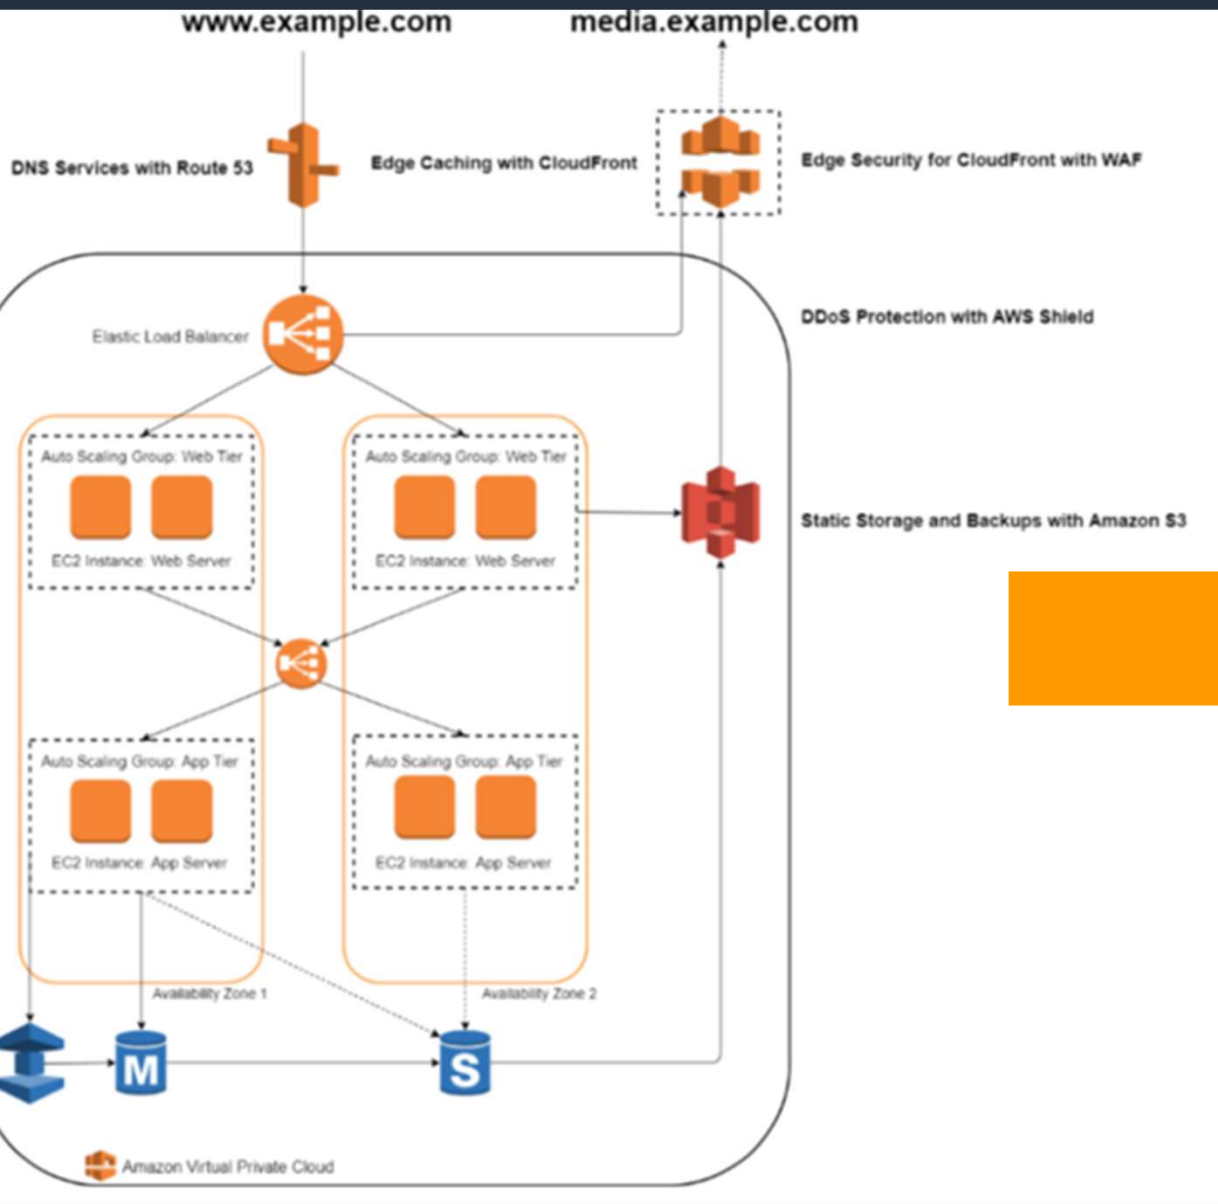 www.example.com
media.example.com
DNS Services with Route 53
Edge Caching with CloudFront
Edge Security for CloudFront with WAF
Elastic Load Balancer
DDoS Protection with AWS Shield
Auto Scaling Group: Web Tier
Auto Scaling Group: Web Tier
EC2 Instance: Web Server
EC2 Instance: Web Server
Static Storage and Backups with Amazon S3
Auto Scaling Group: App Tier
Auto Scaling Group: App Tier
EC2 Instance: App Server
EC2 Instance: App Server
Availability Zone 1
Availability Zone 2
M
S
Amazon Virtual Private Cloud